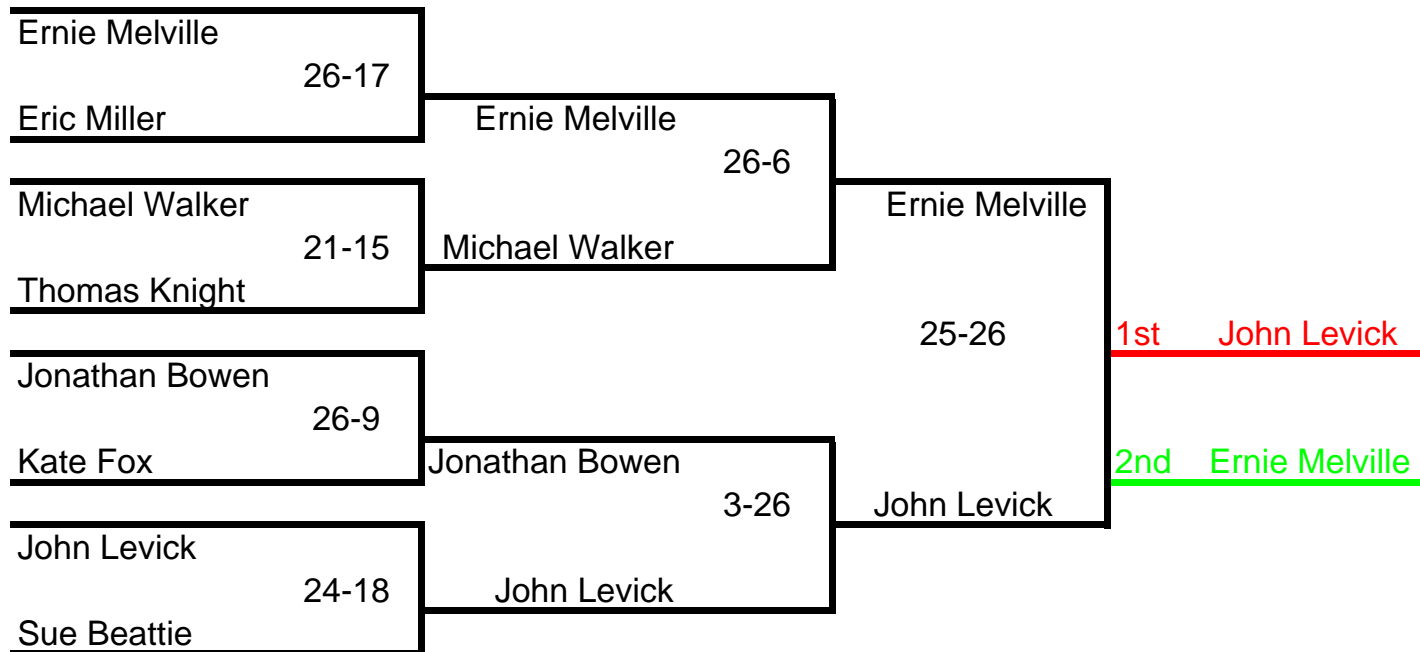 Ernie Melville
26-17
Eric Miller
Ernie Melville
26-6
Michael Walker
Ernie Melville
21-15
Michael Walker
Thomas Knight
25-26
1st John Levick
Jonathan Bowen
26-9
Kate Fox
Jonathan Bowen
2nd Ernie Melville
3-26
John Levick
John Levick
24-18
John Levick
Sue Beattie